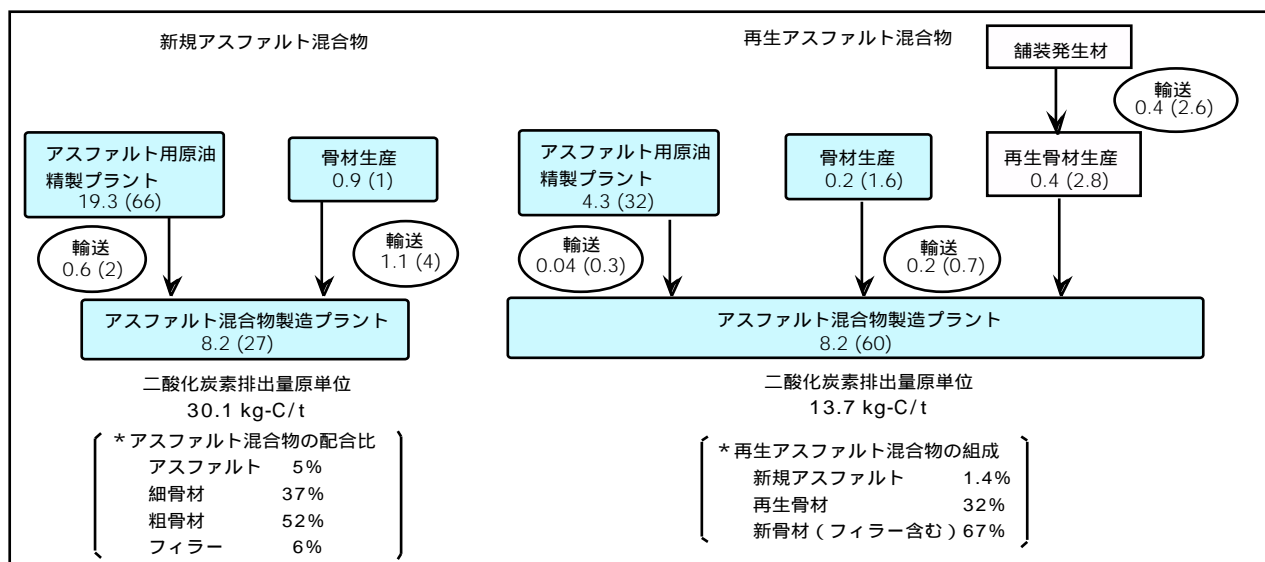 新規アスファルト混合物
アスファルト用原油
精製プラント
19.3 (66)
骨材生産
0.9 (1)
輸送
0.6 (2)
輸送
1.1 (4)
アスファルト混合物製造プラント
8.2 (27)
二酸化炭素排出量原単位
30.1 kg-C/t
*アスファルト混合物の配合比
アスファルト 5%
細骨材 37%
粗骨材 52%
フィラー 6%
再生アスファルト混合物
舗装発生材
輸送
0.4 (2.6)
アスファルト用原油
精製プラント
4.3 (32)
骨材生産
0.2 (1.6)
再生骨材生産
0.4 (2.8)
輸送
0.04 (0.3)
輸送
0.2 (0.7)
アスファルト混合物製造プラント
8.2 (60)
二酸化炭素排出量原単位
13.7 kg-C/t
*再生アスファルト混合物の組成
新規アスファルト 1.4%
再生骨材 32%
新骨材(フィラー含む)67%